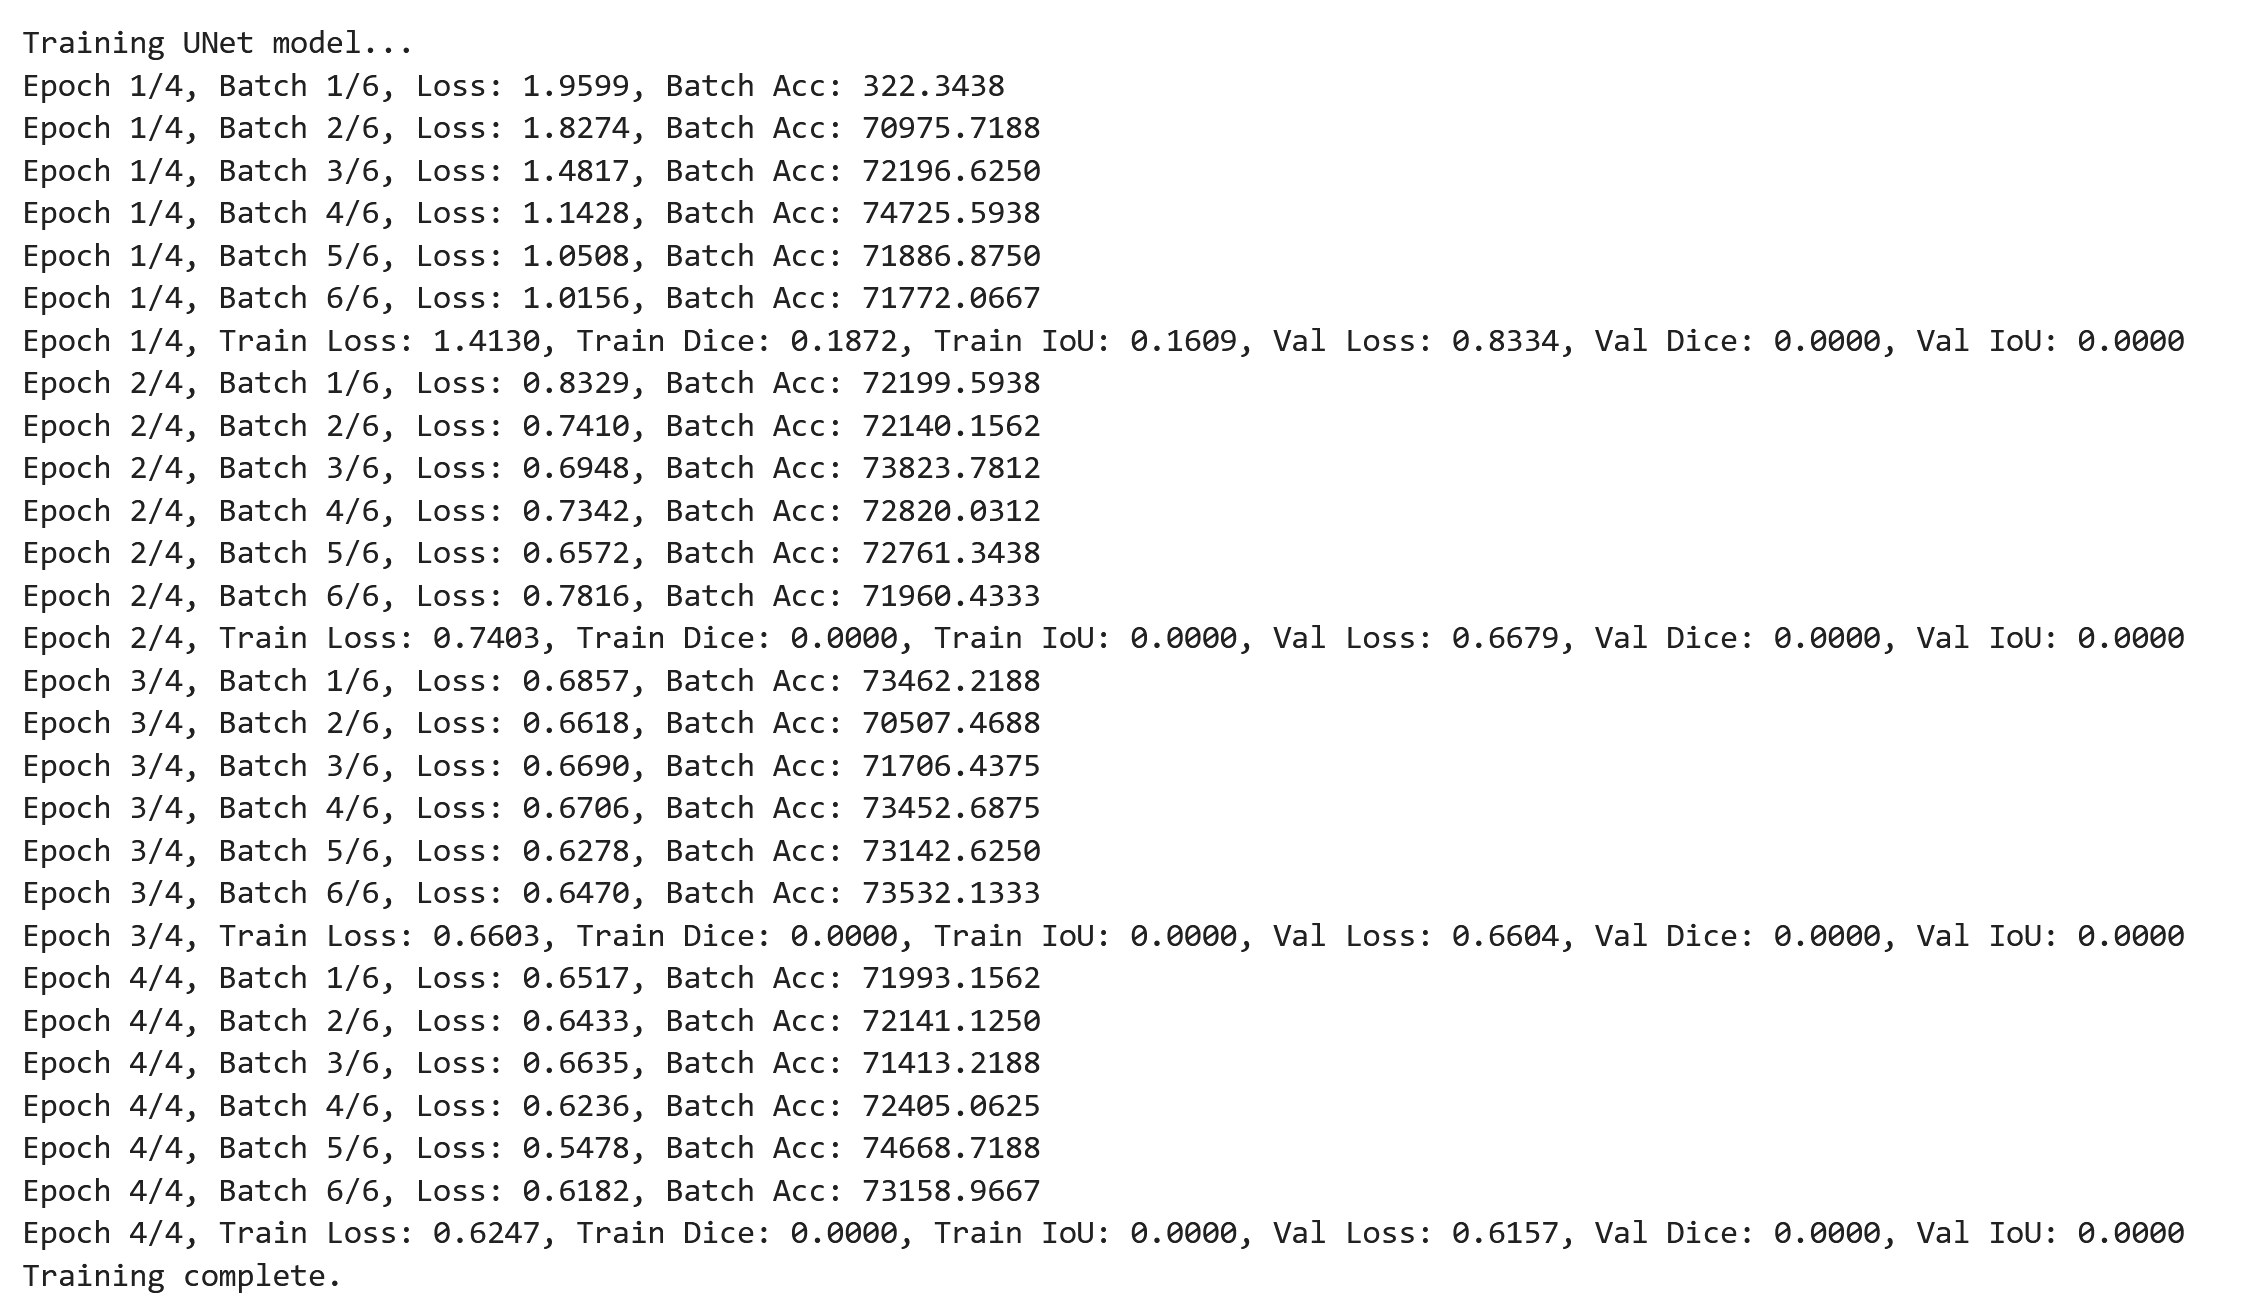 Training UNet model...
Epoch 1/4, Batch 1/6, Loss: 1.9599, Batch Acc: 322.3438
Epoch 1/4, Batch 2/6, Loss: 1.8274, Batch Acc: 70975.7188
Epoch 1/4, Batch 3/6, Loss: 1.4817, Batch Acc: 72196.6250
Epoch 1/4, Batch 4/6, Loss: 1.1428, Batch Acc: 74725.5938
Epoch 1/4, Batch 5/6, Loss: 1.0508, Batch Acc: 71886.8750
Epoch 1/4, Batch 6/6, Loss: 1.0156, Batch Acc: 71772.0667
Epoch 1/4, Train Loss: 1.4130, Train Dice: 0.1872, Train IoU: 0.1609, Val Loss: 0.8334, Val Dice: 0.0000, Val IoU: 0.0000
Epoch 2/4, Batch 1/6, Loss: 0.8329, Batch Acc: 72199.5938
Epoch 2/4, Batch 2/6, Loss: 0.7410, Batch Acc: 72140.1562
Epoch 2/4, Batch 3/6, Loss: 0.6948, Batch Acc: 73823.7812
Epoch 2/4, Batch 4/6, Loss: 0.7342, Batch Acc: 72820.0312
Epoch 2/4, Batch 5/6, Loss: 0.6572, Batch Acc: 72761.3438
Epoch 2/4, Batch 6/6, Loss: 0.7816, Batch Acc: 71960.4333
Epoch 2/4, Train Loss: 0.7403, Train Dice: 0.0000, Train IoU: 0.0000, Val Loss: 0.6679, Val Dice: 0.0000, Val IoU: 0.0000
Epoch 3/4, Batch 1/6, Loss: 0.6857, Batch Acc: 73462.2188
Epoch 3/4, Batch 2/6, Loss: 0.6618, Batch Acc: 70507.4688
Epoch 3/4, Batch 3/6, Loss: 0.6690, Batch Acc: 71706.4375
Epoch 3/4, Batch 4/6, Loss: 0.6706, Batch Acc: 73452.6875
Epoch 3/4, Batch 5/6, Loss: 0.6278, Batch Acc: 73142.6250
Epoch 3/4, Batch 6/6, Loss: 0.6470, Batch Acc: 73532.1333
Epoch 3/4, Train Loss: 0.6603, Train Dice: 0.0000, Train IoU: 0.0000, Val Loss: 0.6604, Val Dice: 0.0000, Val IoU: 0.0000
Epoch 4/4, Batch 1/6, Loss: 0.6517, Batch Acc: 71993.1562
Epoch 4/4, Batch 2/6, Loss: 0.6433, Batch Acc: 72141.1250
Epoch 4/4, Batch 3/6, Loss: 0.6635, Batch Acc: 71413.2188
Epoch 4/4, Batch 4/6, Loss: 0.6236, Batch Acc: 72405.0625
Epoch 4/4, Batch 5/6, Loss: 0.5478, Batch Acc: 74668.7188
Epoch 4/4, Batch 6/6, Loss: 0.6182, Batch Acc: 73158.9667
Epoch 4/4, Train Loss: 0.6247, Train Dice: 0.0000, Train IoU: 0.0000, Val Loss: 0.6157, Val Dice: 0.0000, Val IoU: 0.0000
Training complete.